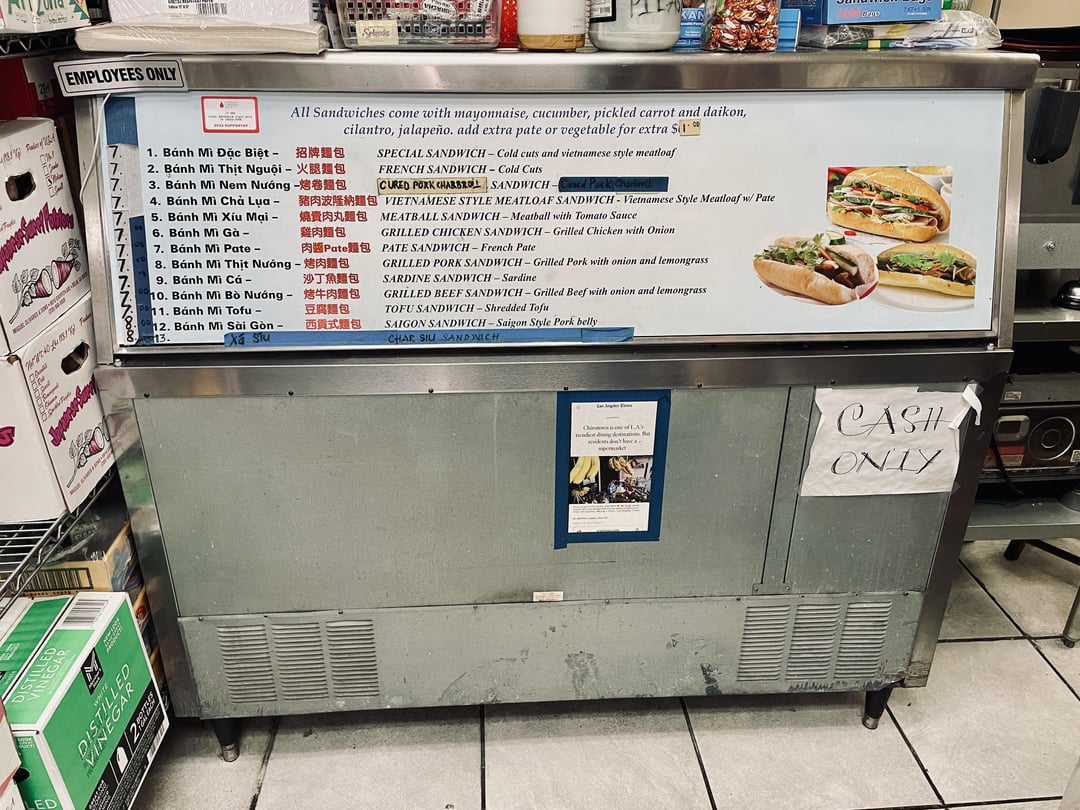 EMPLOYEES ONLY
Splenda
All Sandwiches come with mayonnaise, cucumber, pickled carrot and daikon,
cilantro, jalapeño. add extra pate or vegetable for extra $1.00
2022 SUPPORTER
1. Bánh Mì Đặc Biệt – 招牌麵包 SPECIAL SANDWICH – Cold cuts and vietnamese style meatloaf
2. Bánh Mì Thịt Nguội – 火腿麵包 FRENCH SANDWICH – Cold Cuts
3. Bánh Mì Nem Nướng – 烤卷麵包 CURED PORK CHARBROIL SANDWICH – Cured Pork Charbroil
4. Bánh Mì Chả Lụa – 豬肉波隆納麵包 VIETNAMESE STYLE MEATLOAF SANDWICH - Vietnamese Style Meatloaf w/ Pate
5. Bánh Mì Xíu Mại – 燒賣肉丸麵包 MEATBALL SANDWICH – Meatball with Tomato Sauce
6. Bánh Mì Gà – 雞肉麵包 GRILLED CHICKEN SANDWICH – Grilled Chicken with Onion
7. Bánh Mì Pate – 肉醬Pate麵包 PATE SANDWICH – French Pate
8. Bánh Mì Thịt Nướng – 烤肉麵包 GRILLED PORK SANDWICH – Grilled Pork with onion and lemongrass
9. Bánh Mì Cá – 沙丁魚麵包 SARDINE SANDWICH – Sardine
10. Bánh Mì Bò Nướng – 烤牛肉麵包 GRILLED BEEF SANDWICH – Grilled Beef with onion and lemongrass
11. Bánh Mì Tofu – 豆腐麵包 TOFU SANDWICH – Shredded Tofu
12. Bánh Mì Sài Gòn – 西貢式麵包 SAIGON SANDWICH – Saigon Style Pork belly
13. Xá Síu CHAR SIU SANDWICH
Los Angeles Times
Chinatown is one of L.A.'s
trendiest dining destinations. But
residents don't have a
supermarket
CASH
ONLY
Japanese Sweet Potatoes
DISTILLED
VINEGAR
WHITE
DISTILLED
VINEGAR
2 BOTTLES